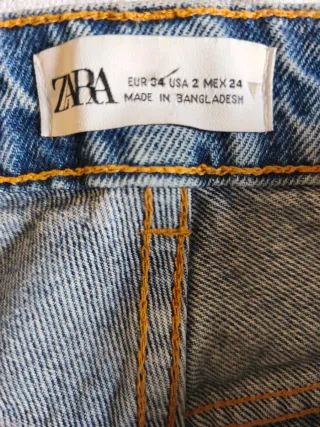 ZARA
EUR 34 USA 2 MEX 24
MADE IN BANGLADESH